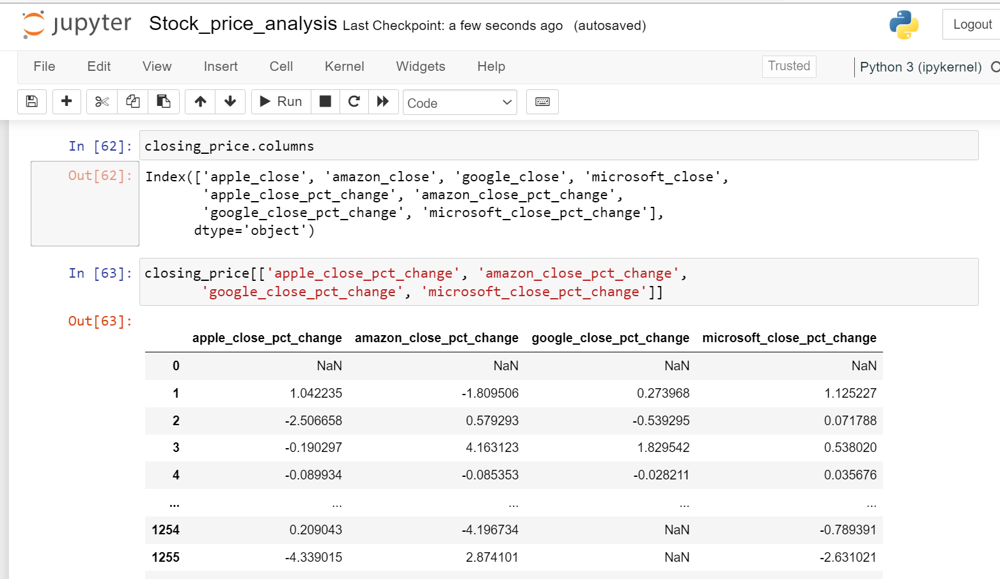 jupyter Stock_price_analysis Last Checkpoint: a few seconds ago (autosaved) Logout
File Edit View Insert Cell Kernel Widgets Help Trusted Python 3 (ipykernel)
Run Code
In [62]: closing_price.columns
Out[62]: Index(['apple_close', 'amazon_close', 'google_close', 'microsoft_close',
'apple_close_pct_change', 'amazon_close_pct_change',
'google_close_pct_change', 'microsoft_close_pct_change'],
dtype='object')
In [63]: closing_price[['apple_close_pct_change', 'amazon_close_pct_change',
'google_close_pct_change', 'microsoft_close_pct_change']]
Out[63]:
apple_close_pct_change amazon_close_pct_change google_close_pct_change microsoft_close_pct_change
0 NaN NaN NaN NaN
1 1.042235 -1.809506 0.273968 1.125227
2 -2.506658 0.579293 -0.539295 0.071788
3 -0.190297 4.163123 1.829542 0.538020
4 -0.089934 -0.085353 -0.028211 0.035676
... ... ... ... ...
1254 0.209043 -4.196734 NaN -0.789391
1255 -4.339015 2.874101 NaN -2.631021